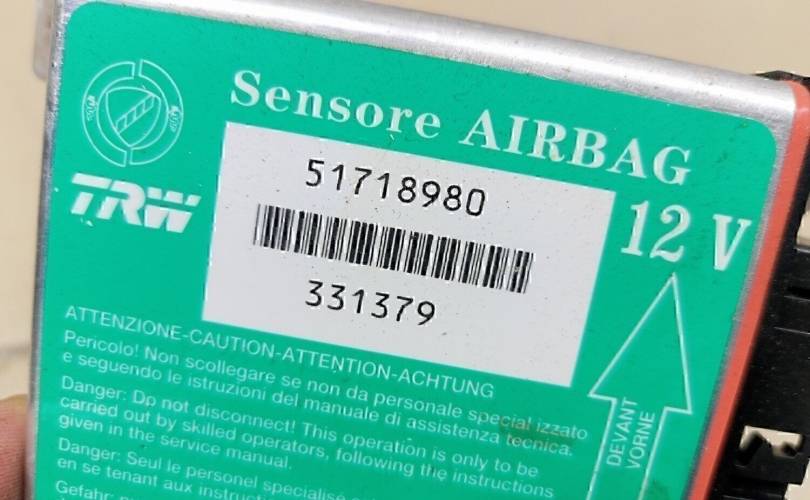 Sensore AIRBAG
TRW
51718980
12 V
331379
ATTENZIONE-CAUTION-ATTENTION-ACHTUNG
Pericolo! Non scollegare se non da personale specializzato
e seguendo le istruzioni del manuale di assistenza tecnica.
Danger: Do not disconnect! This operation is only to be
carried out by skilled operators, following the instructions
given in the service manual.
Danger: Seul le personel specialisé
en se tenant aux instruct
Gefahr:
DEVANT
VORNE